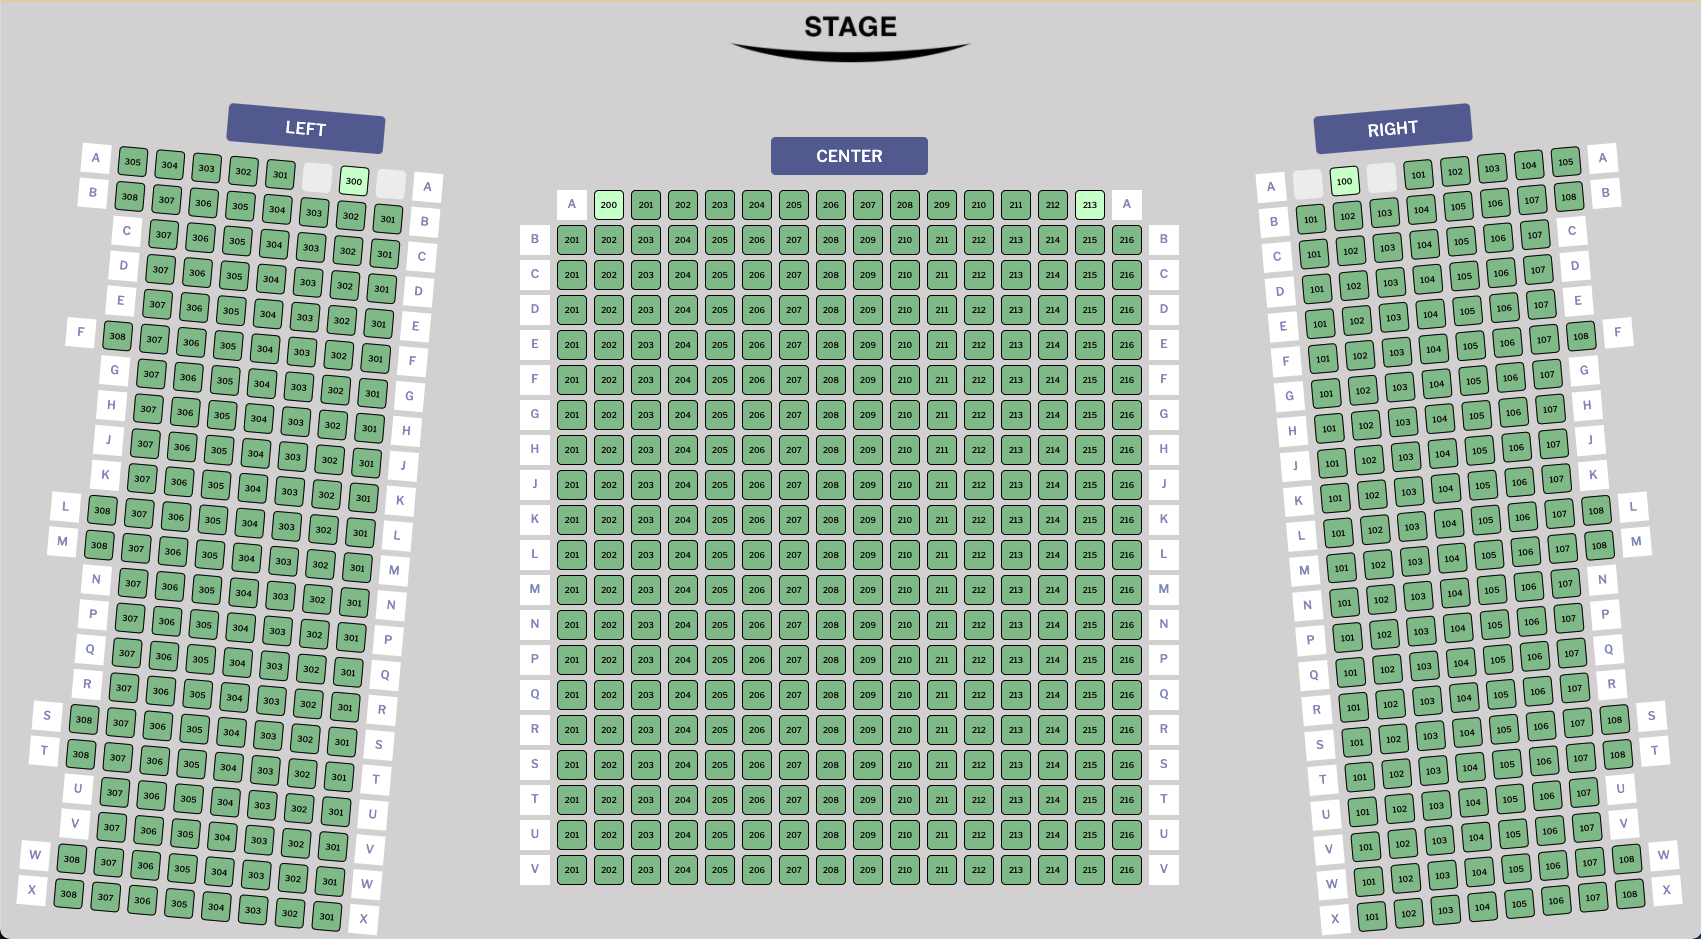 STAGE
LEFT
A 305 304 303 302 301 300 A
B 308 307 306 305 304 303 302 301 B
C 307 306 305 304 303 302 301 C
D 307 306 305 304 303 302 301 D
E 307 306 305 304 303 302 301 E
F 308 307 306 305 304 303 302 301 F
G 307 306 305 304 303 302 301 G
H 307 306 305 304 303 302 301 H
J 307 306 305 304 303 302 301 J
K 307 306 305 304 303 302 301 K
L 308 307 306 305 304 303 302 301 L
M 308 307 306 305 304 303 302 301 M
N 307 306 305 304 303 302 301 N
P 307 306 305 304 303 302 301 P
Q 307 306 305 304 303 302 301 Q
R 307 306 305 304 303 302 301 R
S 308 307 306 305 304 303 302 301 S
T 308 307 306 305 304 303 302 301 T
U 307 306 305 304 303 302 301 U
V 307 306 305 304 303 302 301 V
W 308 307 306 305 304 303 302 301 W
X 308 307 306 305 304 303 302 301 X
CENTER
A 200 201 202 203 204 205 206 207 208 209 210 211 212 213 A
B 201 202 203 204 205 206 207 208 209 210 211 212 213 214 215 216 B
C 201 202 203 204 205 206 207 208 209 210 211 212 213 214 215 216 C
D 201 202 203 204 205 206 207 208 209 210 211 212 213 214 215 216 D
E 201 202 203 204 205 206 207 208 209 210 211 212 213 214 215 216 E
F 201 202 203 204 205 206 207 208 209 210 211 212 213 214 215 216 F
G 201 202 203 204 205 206 207 208 209 210 211 212 213 214 215 216 G
H 201 202 203 204 205 206 207 208 209 210 211 212 213 214 215 216 H
J 201 202 203 204 205 206 207 208 209 210 211 212 213 214 215 216 J
K 201 202 203 204 205 206 207 208 209 210 211 212 213 214 215 216 K
L 201 202 203 204 205 206 207 208 209 210 211 212 213 214 215 216 L
M 201 202 203 204 205 206 207 208 209 210 211 212 213 214 215 216 M
N 201 202 203 204 205 206 207 208 209 210 211 212 213 214 215 216 N
P 201 202 203 204 205 206 207 208 209 210 211 212 213 214 215 216 P
Q 201 202 203 204 205 206 207 208 209 210 211 212 213 214 215 216 Q
R 201 202 203 204 205 206 207 208 209 210 211 212 213 214 215 216 R
S 201 202 203 204 205 206 207 208 209 210 211 212 213 214 215 216 S
T 201 202 203 204 205 206 207 208 209 210 211 212 213 214 215 216 T
U 201 202 203 204 205 206 207 208 209 210 211 212 213 214 215 216 U
V 201 202 203 204 205 206 207 208 209 210 211 212 213 214 215 216 V
RIGHT
A 100 101 102 103 104 105 A
B 101 102 103 104 105 106 107 108 B
C 101 102 103 104 105 106 107 C
D 101 102 103 104 105 106 107 D
E 101 102 103 104 105 106 107 E
F 101 102 103 104 105 106 107 108 F
G 101 102 103 104 105 106 107 G
H 101 102 103 104 105 106 107 H
J 101 102 103 104 105 106 107 J
K 101 102 103 104 105 106 107 K
L 101 102 103 104 105 106 107 108 L
M 101 102 103 104 105 106 107 108 M
N 101 102 103 104 105 106 107 N
P 101 102 103 104 105 106 107 P
Q 101 102 103 104 105 106 107 Q
R 101 102 103 104 105 106 107 R
S 101 102 103 104 105 106 107 108 S
T 101 102 103 104 105 106 107 108 T
U 101 102 103 104 105 106 107 U
V 101 102 103 104 105 106 107 V
W 101 102 103 104 105 106 107 108 W
X 101 102 103 104 105 106 107 108 X